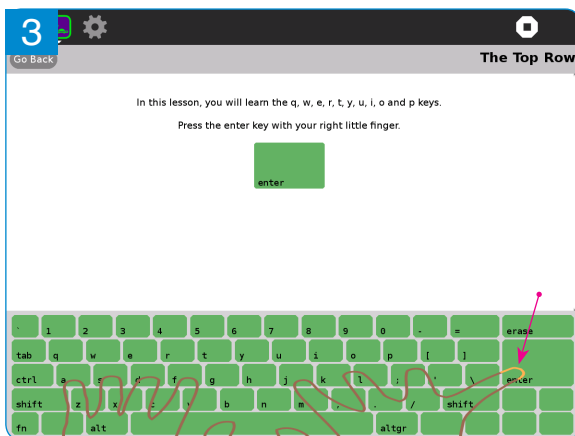 3
Go Back
The Top Row
In this lesson, you will learn the q, w, e, r, t, y, u, i, o and p keys.
Press the enter key with your right little finger.
enter
` 1 2 3 4 5 6 7 8 9 0 - = erase
tab q w e r t y u i o p [ ]
ctrl a s d f g h j k l ; ' \ enter
shift z x c v b n m , . / shift
fn alt altgr